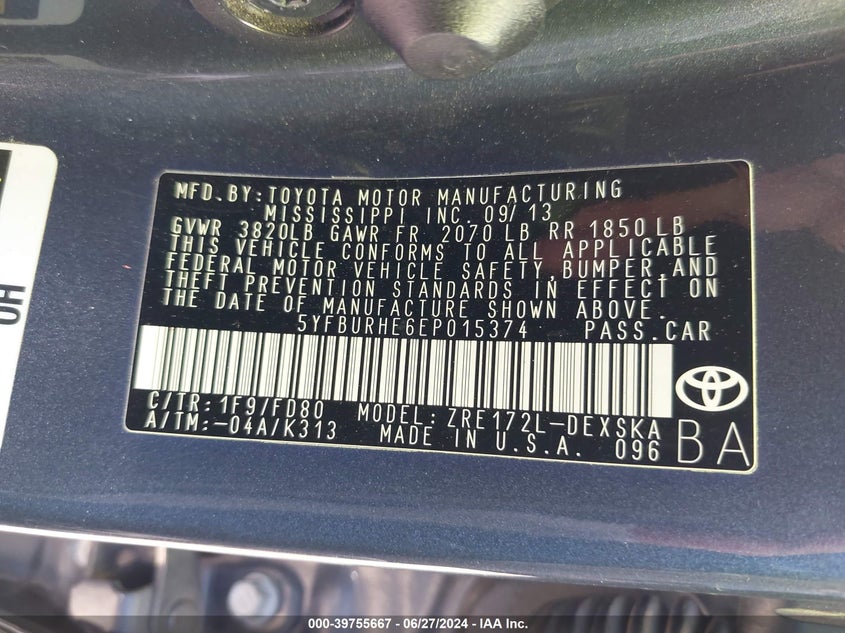 MFD.BY:TOYOTA MOTOR MANUFACTURING
MISSISSIPPI INC. 09/13
GVWR 3820LB GAWR FR 2070 LB RR 1850 LB
THIS VEHICLE CONFORMS TO ALL APPLICABLE
FEDERAL MOTOR VEHICLE SAFETY, BUMPER,AND
THEFT PREVENTION STANDARDS IN EFFECT ON
THE DATE OF MANUFACTURE SHOWN ABOVE.
5YFBURHE6EP015374 PASS.CAR
C/TR: 1F9/FD80 MODEL: ZRE172L-DEXSKA
A/TM:-04A/K313 MADE IN U.S.A. 096
BA
HO
000-39755667 / 06/27/2024 - IAA Inc.